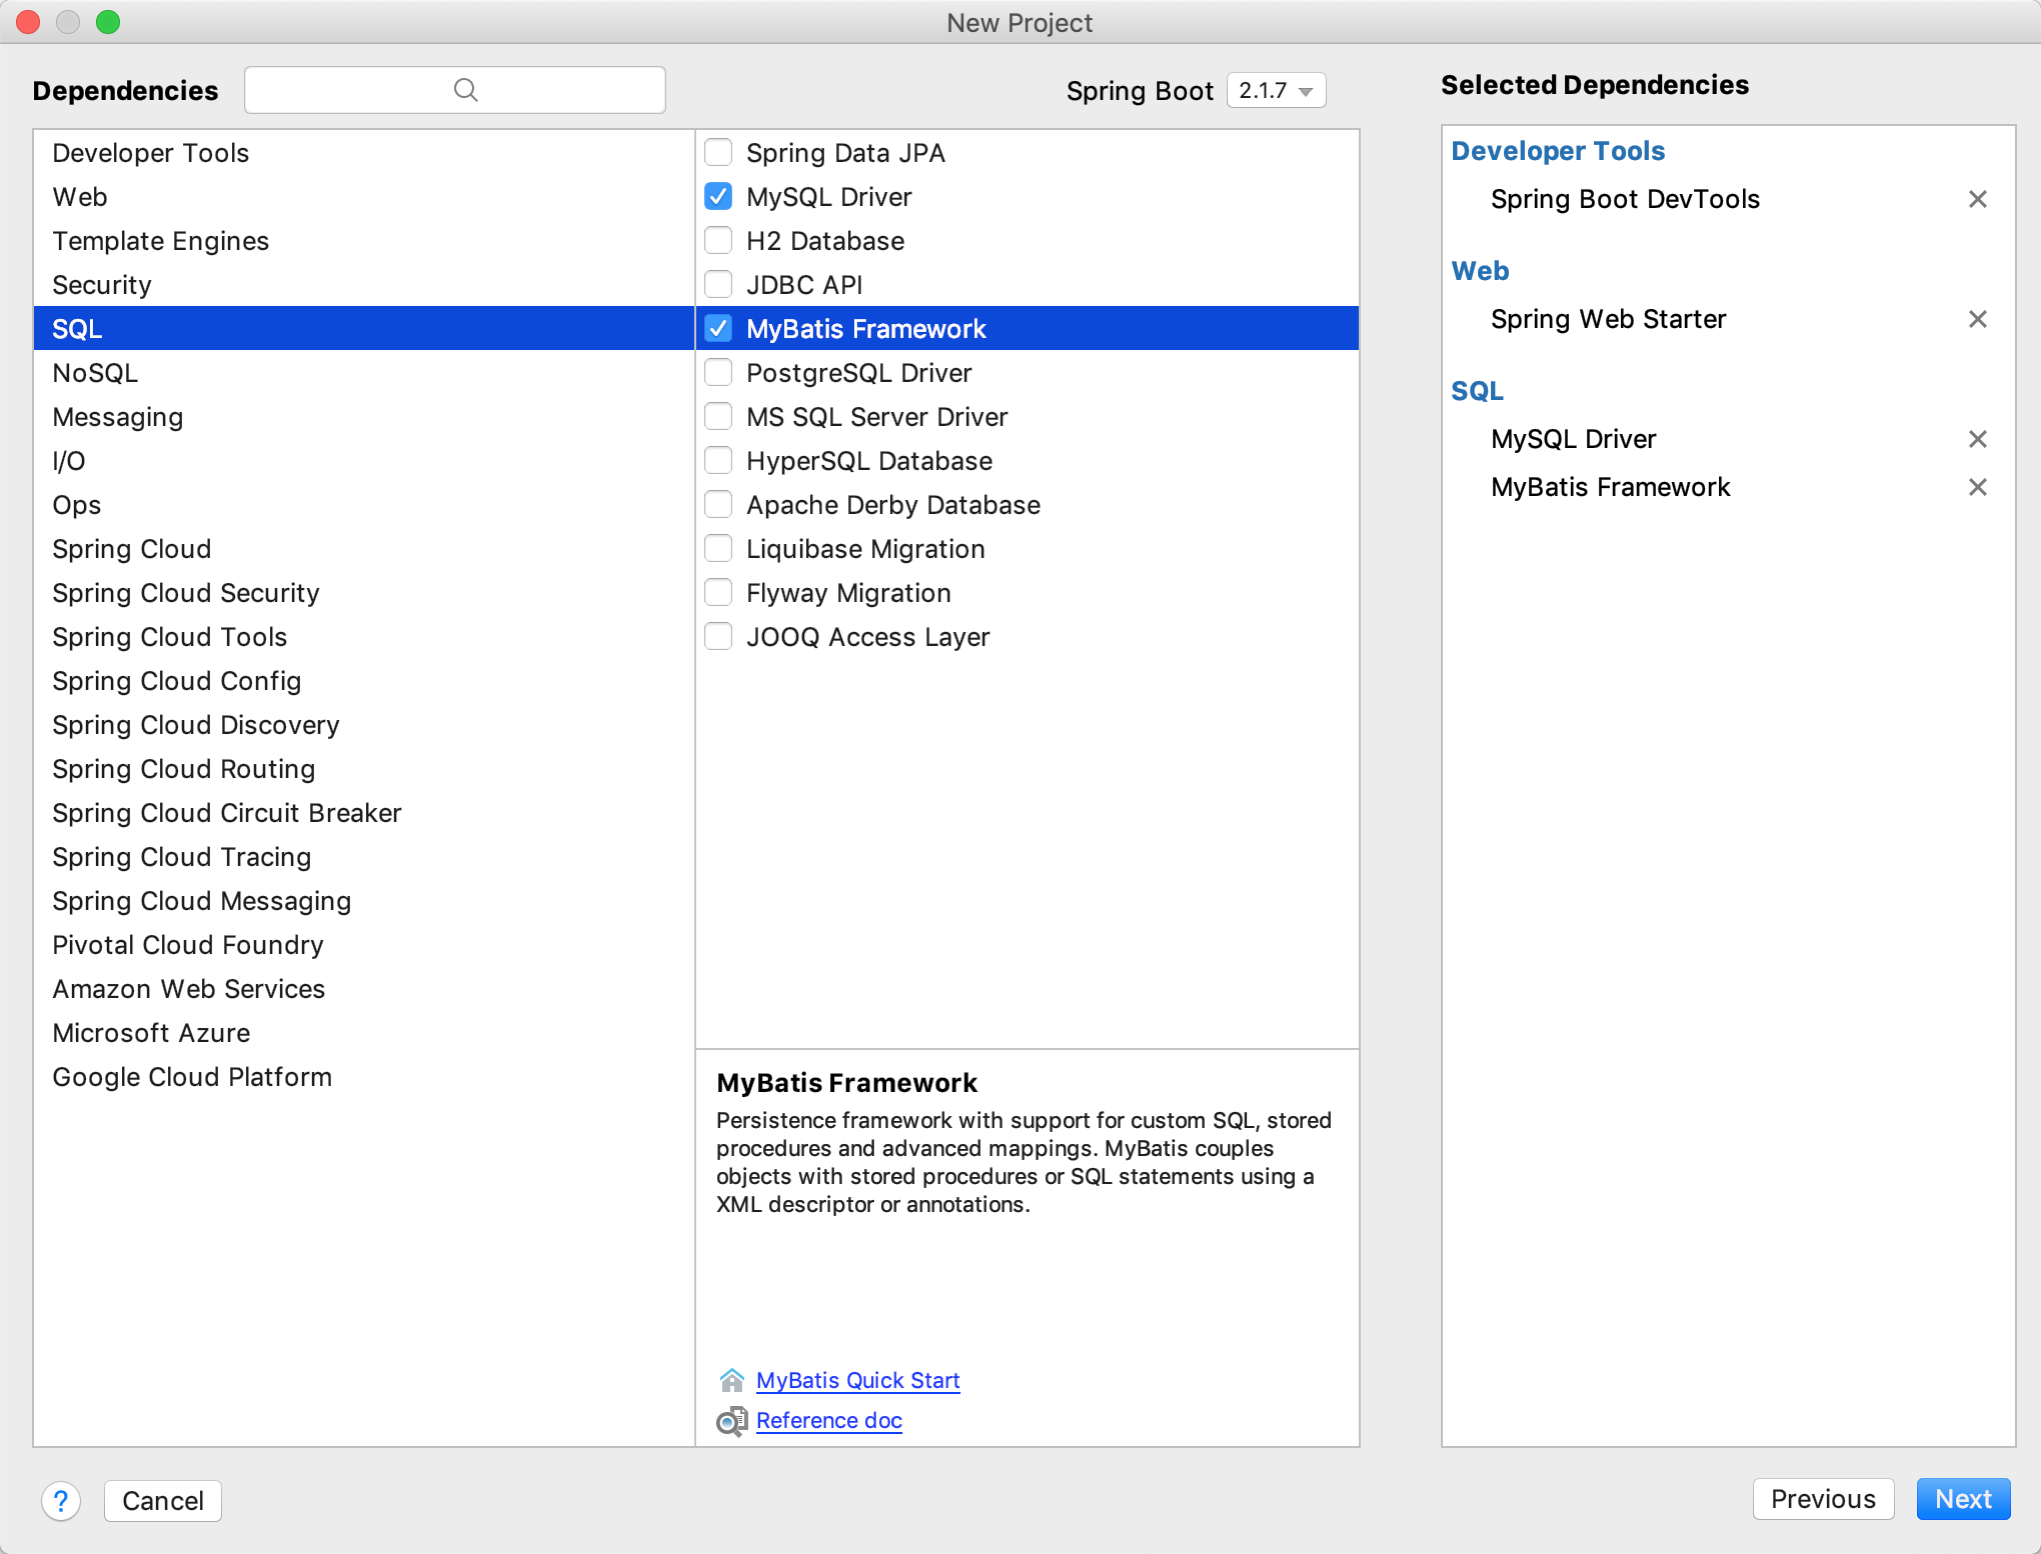 New Project
Dependencies
Spring Boot 2.1.7
Developer Tools
Web
Template Engines
Security
SQL
NoSQL
Messaging
I/O
Ops
Spring Cloud
Spring Cloud Security
Spring Cloud Tools
Spring Cloud Config
Spring Cloud Discovery
Spring Cloud Routing
Spring Cloud Circuit Breaker
Spring Cloud Tracing
Spring Cloud Messaging
Pivotal Cloud Foundry
Amazon Web Services
Microsoft Azure
Google Cloud Platform
Spring Data JPA
MySQL Driver
H2 Database
JDBC API
MyBatis Framework
PostgreSQL Driver
MS SQL Server Driver
HyperSQL Database
Apache Derby Database
Liquibase Migration
Flyway Migration
JOOQ Access Layer
MyBatis Framework
Persistence framework with support for custom SQL, stored
procedures and advanced mappings. MyBatis couples
objects with stored procedures or SQL statements using a
XML descriptor or annotations.
MyBatis Quick Start
Reference doc
Selected Dependencies
Developer Tools
Spring Boot DevTools
Web
Spring Web Starter
SQL
MySQL Driver
MyBatis Framework
?
Cancel
Previous
Next